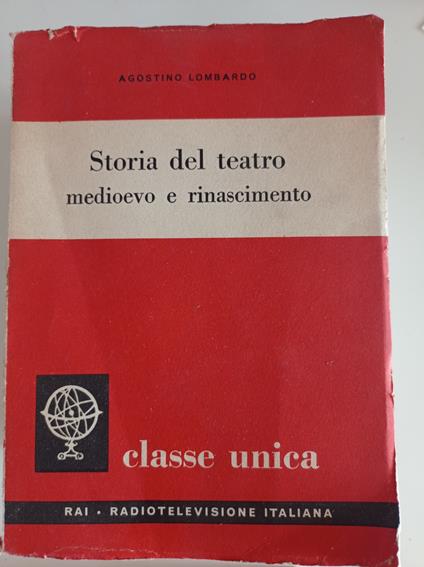 AGOSTINO LOMBARDO
Storia del teatro
medioevo e rinascimento
classe unica
RAI • RADIOTELEVISIONE ITALIANA